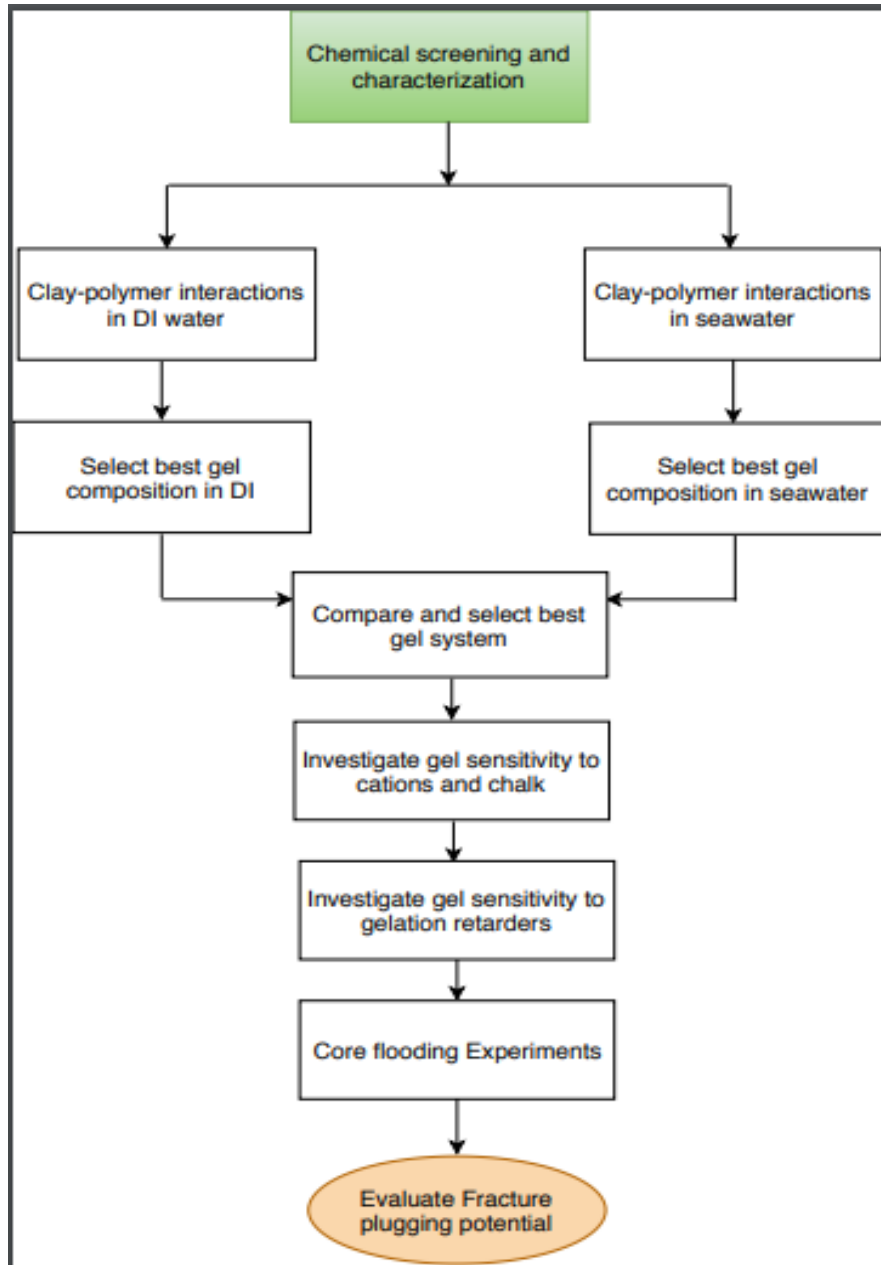 Chemical screening and
characterization
Clay-polymer interactions
in DI water
Clay-polymer interactions
in seawater
Select best gel
composition in DI
Select best gel
composition in seawater
Compare and select best
gel system
Investigate gel sensitivity to
cations and chalk
Investigate gel sensitivity to
gelation retarders
Core flooding Experiments
Evaluate Fracture
plugging potential